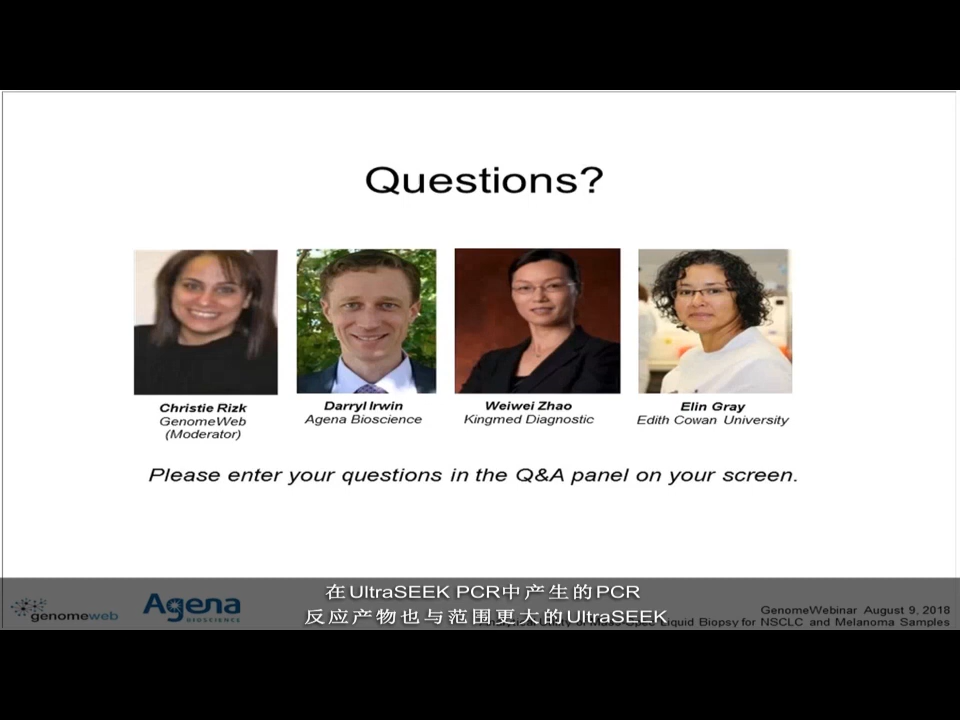 Questions?
Christie Rizk
GenomeWeb
(Moderator)
Darryl Irwin
Agena Bioscience
Weiwei Zhao
Kingmed Diagnostic
Elin Gray
Edith Cowan University
Please enter your questions in the Q&A panel on your screen.
在UltraSEEK PCR中产生的PCR
反应产物也与范围更大的UltraSEEK
genomeweb
Agena
BIOSCIENCE
GenomeWebinar August 9, 2018
Liquid Biopsy for NSCLC and Melanoma Samples